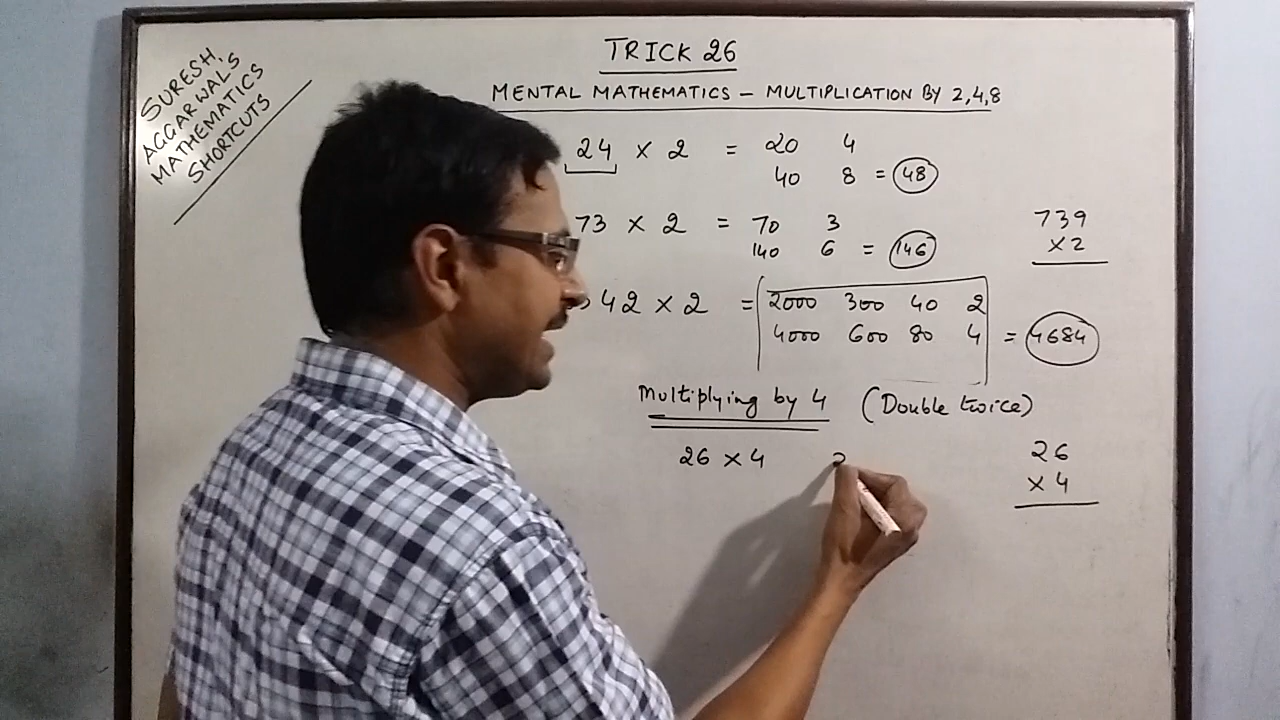 SURESH
AGGARWAL'S
MATHEMATICS
SHORTCUTS
TRICK 26
MENTAL MATHEMATICS – MULTIPLICATION BY 2,4,8
24 × 2 = 20 4
40 8 = 48
73 × 2 = 70 3
140 6 = 146
739
×2
42 × 2 = 2000 300 40 2
4000 600 80 4 = 4684
Multiplying by 4 (Double twice)
26 × 4
26
× 4